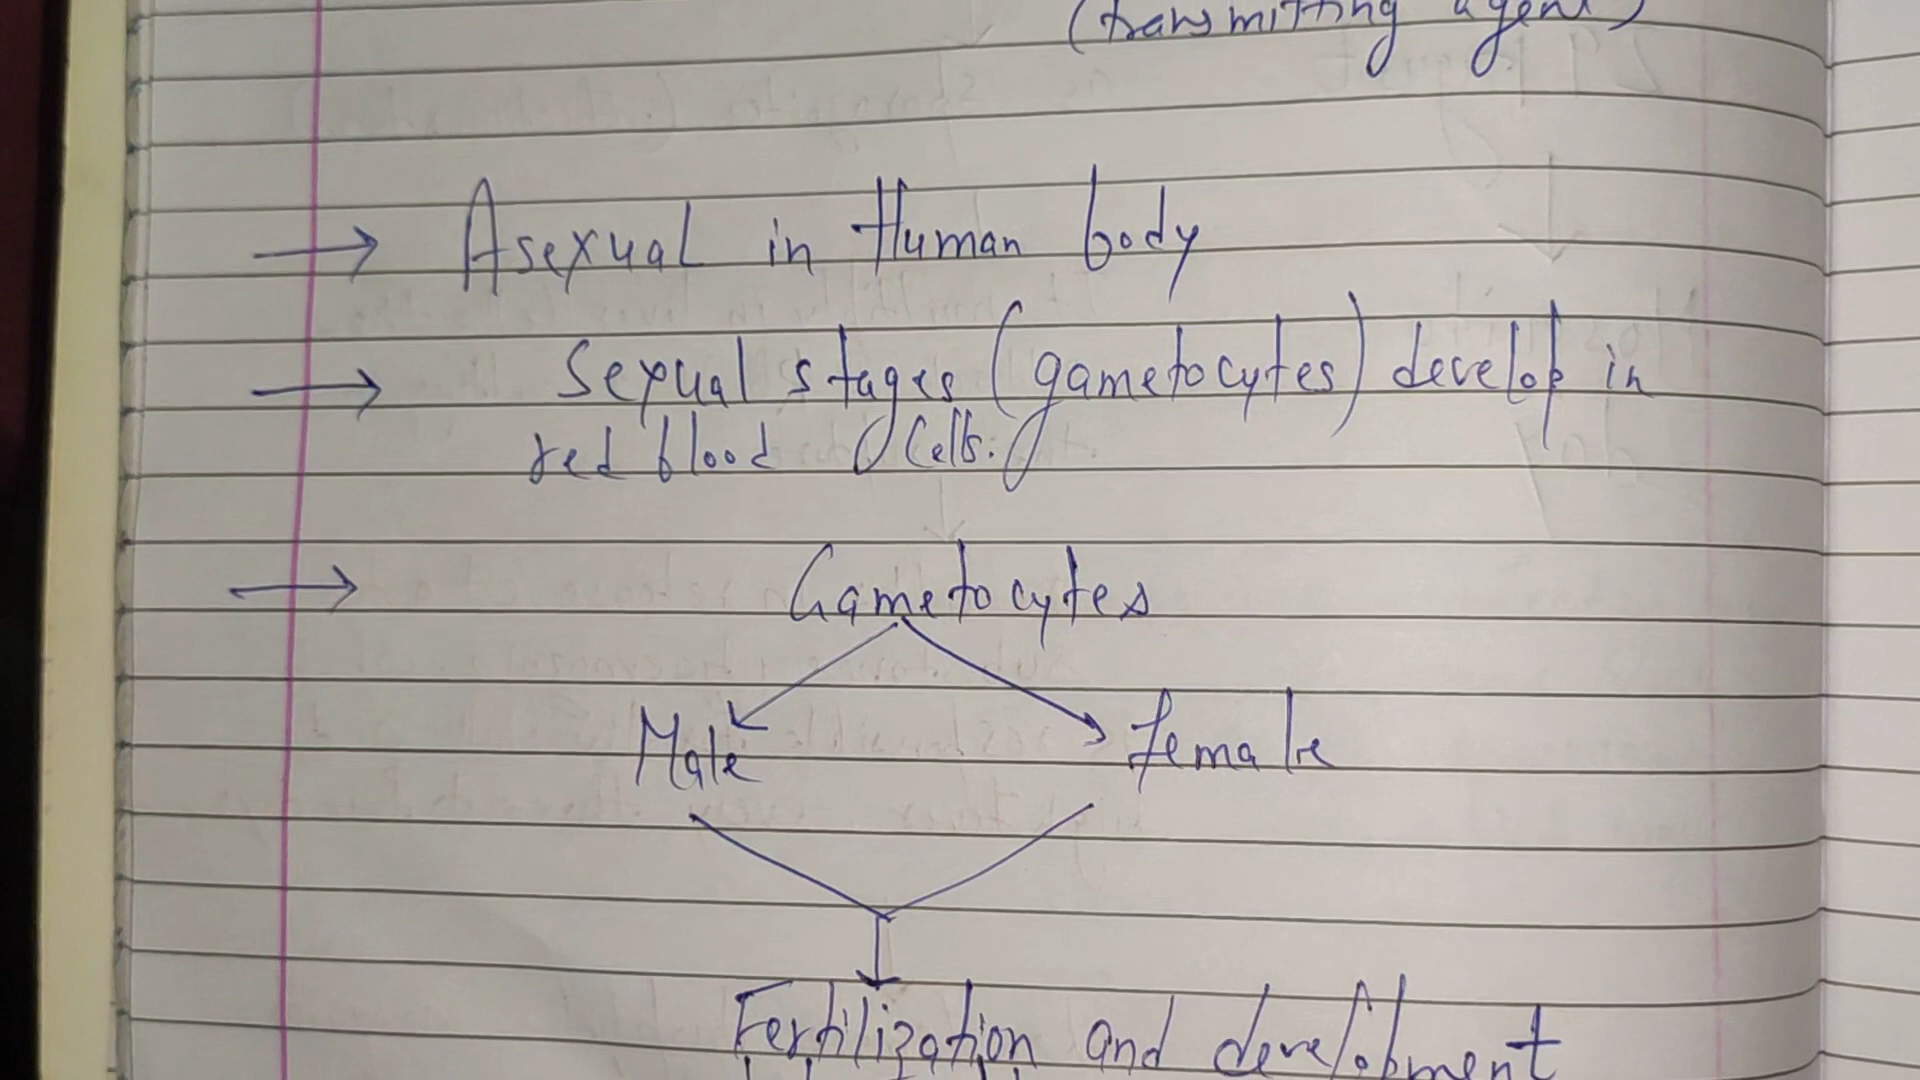 (transmitting agent)
→ Asexual in Human body
→ Sexual stages (gametocytes) develop in
red blood cells.
→ Gametocytes
Male female
Fertilization and development